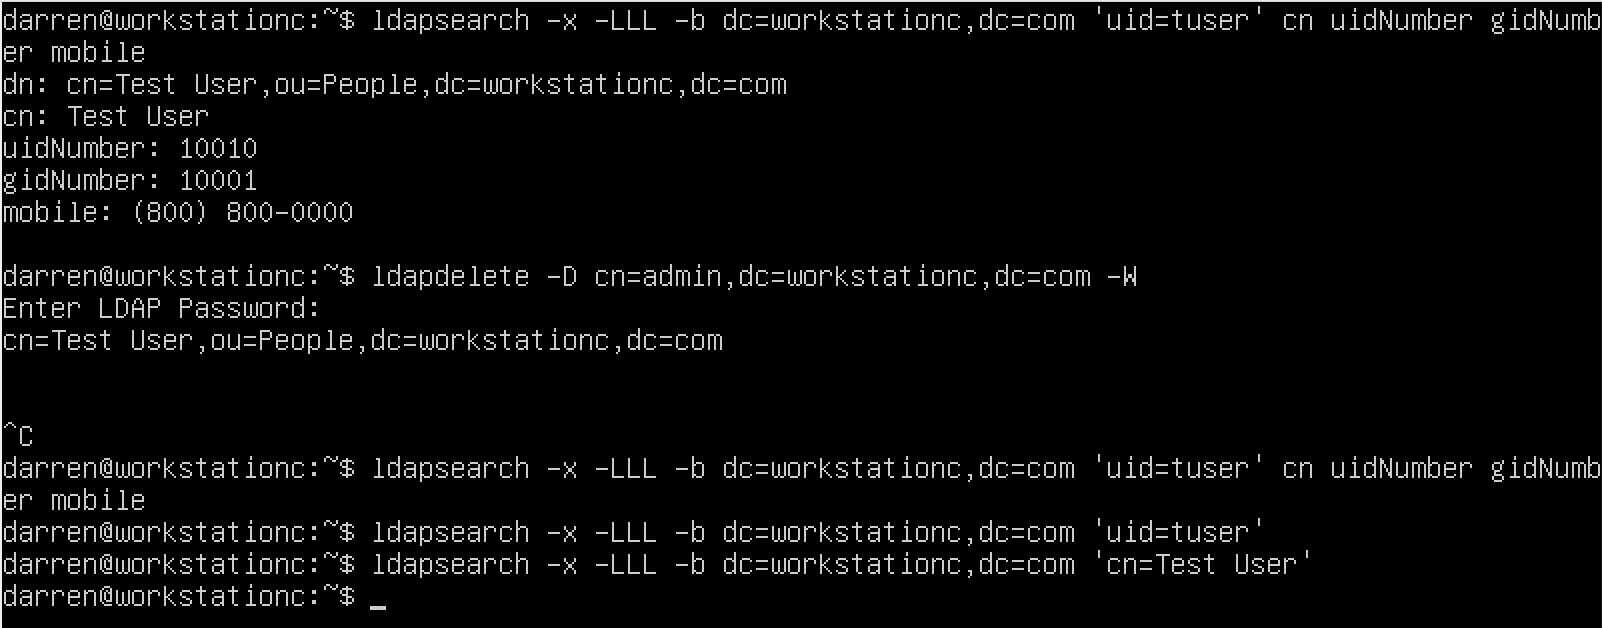 darren@workstationc:~$ ldapsearch -x -LLL -b dc=workstationc,dc=com 'uid=tuser' cn uidNumber gidNumb
er mobile
dn: cn=Test User,ou=People,dc=workstationc,dc=com
cn: Test User
uidNumber: 10010
gidNumber: 10001
mobile: (800) 800-0000
darren@workstationc:~$ ldapdelete -D cn=admin,dc=workstationc,dc=com -W
Enter LDAP Password:
cn=Test User,ou=People,dc=workstationc,dc=com
^C
darren@workstationc:~$ ldapsearch -x -LLL -b dc=workstationc,dc=com 'uid=tuser' cn uidNumber gidNumb
er mobile
darren@workstationc:~$ ldapsearch -x -LLL -b dc=workstationc,dc=com 'uid=tuser'
darren@workstationc:~$ ldapsearch -x -LLL -b dc=workstationc,dc=com 'cn=Test User'
darren@workstationc:~$ _